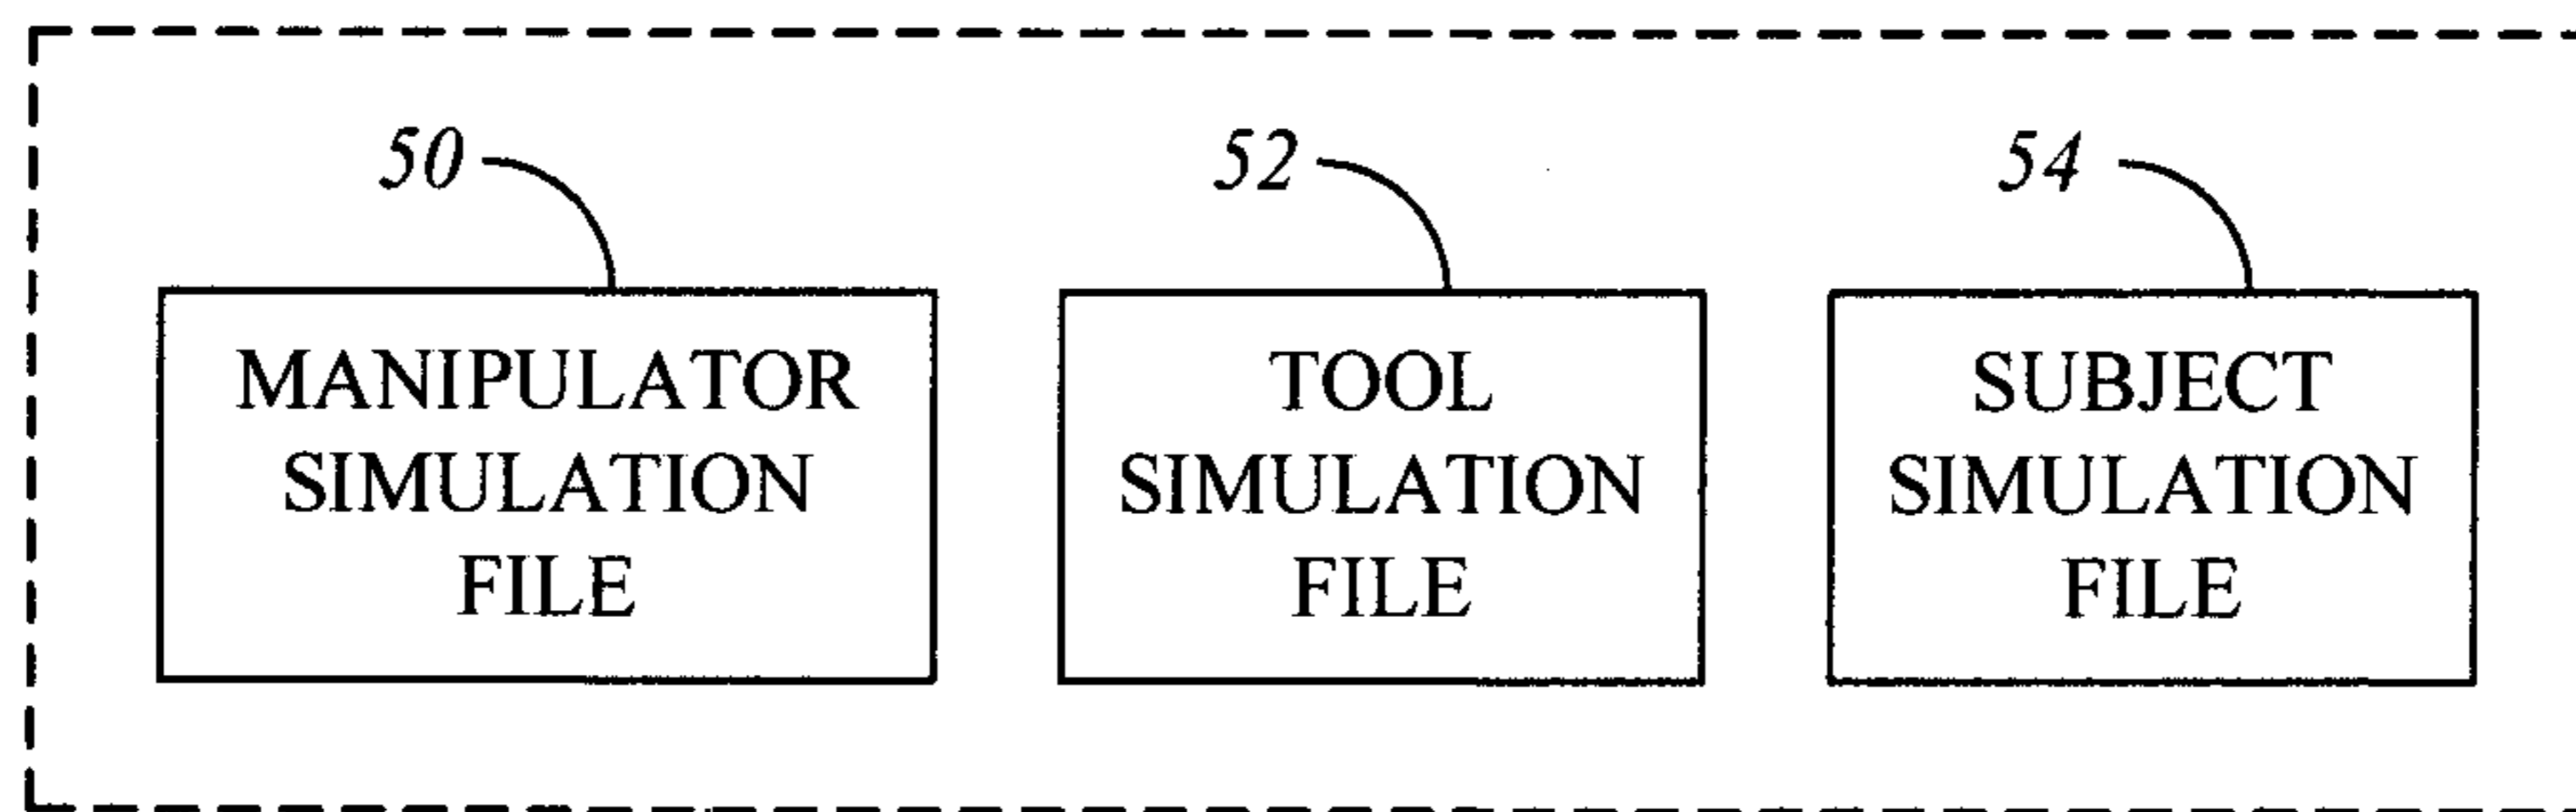 50
52
54
MANIPULATOR
SIMULATION
FILE
TOOL
SIMULATION
FILE
SUBJECT
SIMULATION
FILE